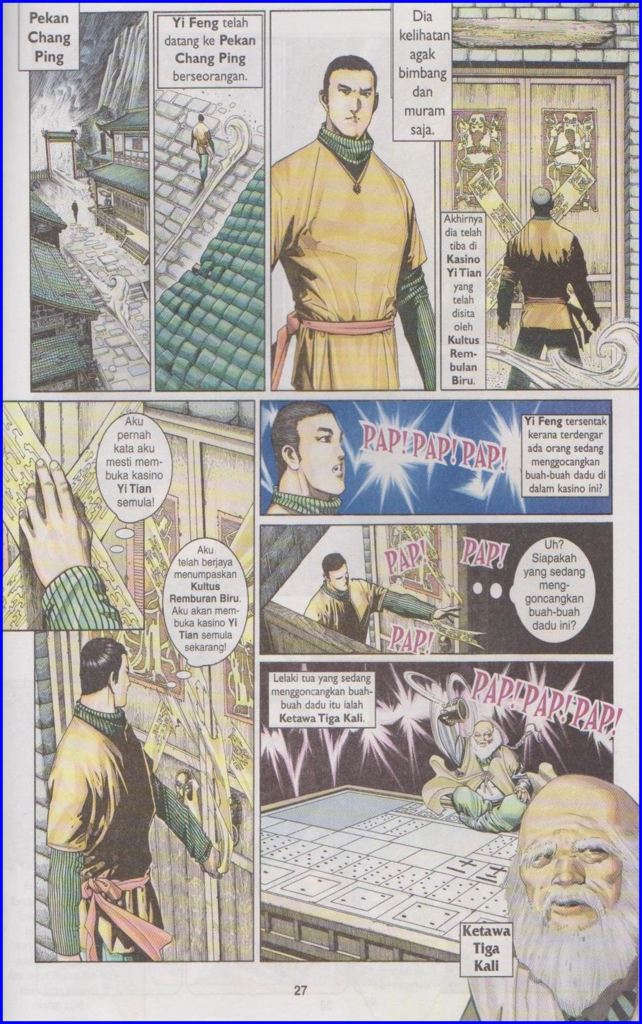 Pekan
Chang
Ping
Yi Feng telah
datang ke Pekan
Chang Ping
berseorangan.
Dia
kelihatan
agak
bimbang
dan
muram
saja.
Akhirnya
dia telah
tiba di
Kasino
Yi Tian
yang
telah
disita
oleh
Kultus
Rem-
bulan
Biru.
Aku
pernah
kata aku
mesti mem-
buka kasino
Yi Tian
semula!
Aku
telah berjaya
menumpaskan
Kultus
Remburan Biru.
Aku akan mem-
buka kasino Yi
Tian semula
sekarang!
PAP! PAP! PAP!
Yi Feng tersentak
kerana terdengar
ada orang sedang
menggocangkan
buah-buah dadu di
dalam kasino ini?
PAP!
PAP!
PAP!
Uh?
Siapakah
yang sedang
meng-
goncangkan
buah-buah
dadu ini?
Lelaki tua yang sedang
menggoncangkan buah-
buah dadu itu ialah
Ketawa Tiga Kali.
PAP! PAP! PAP!
Ketawa
Tiga
Kali
27